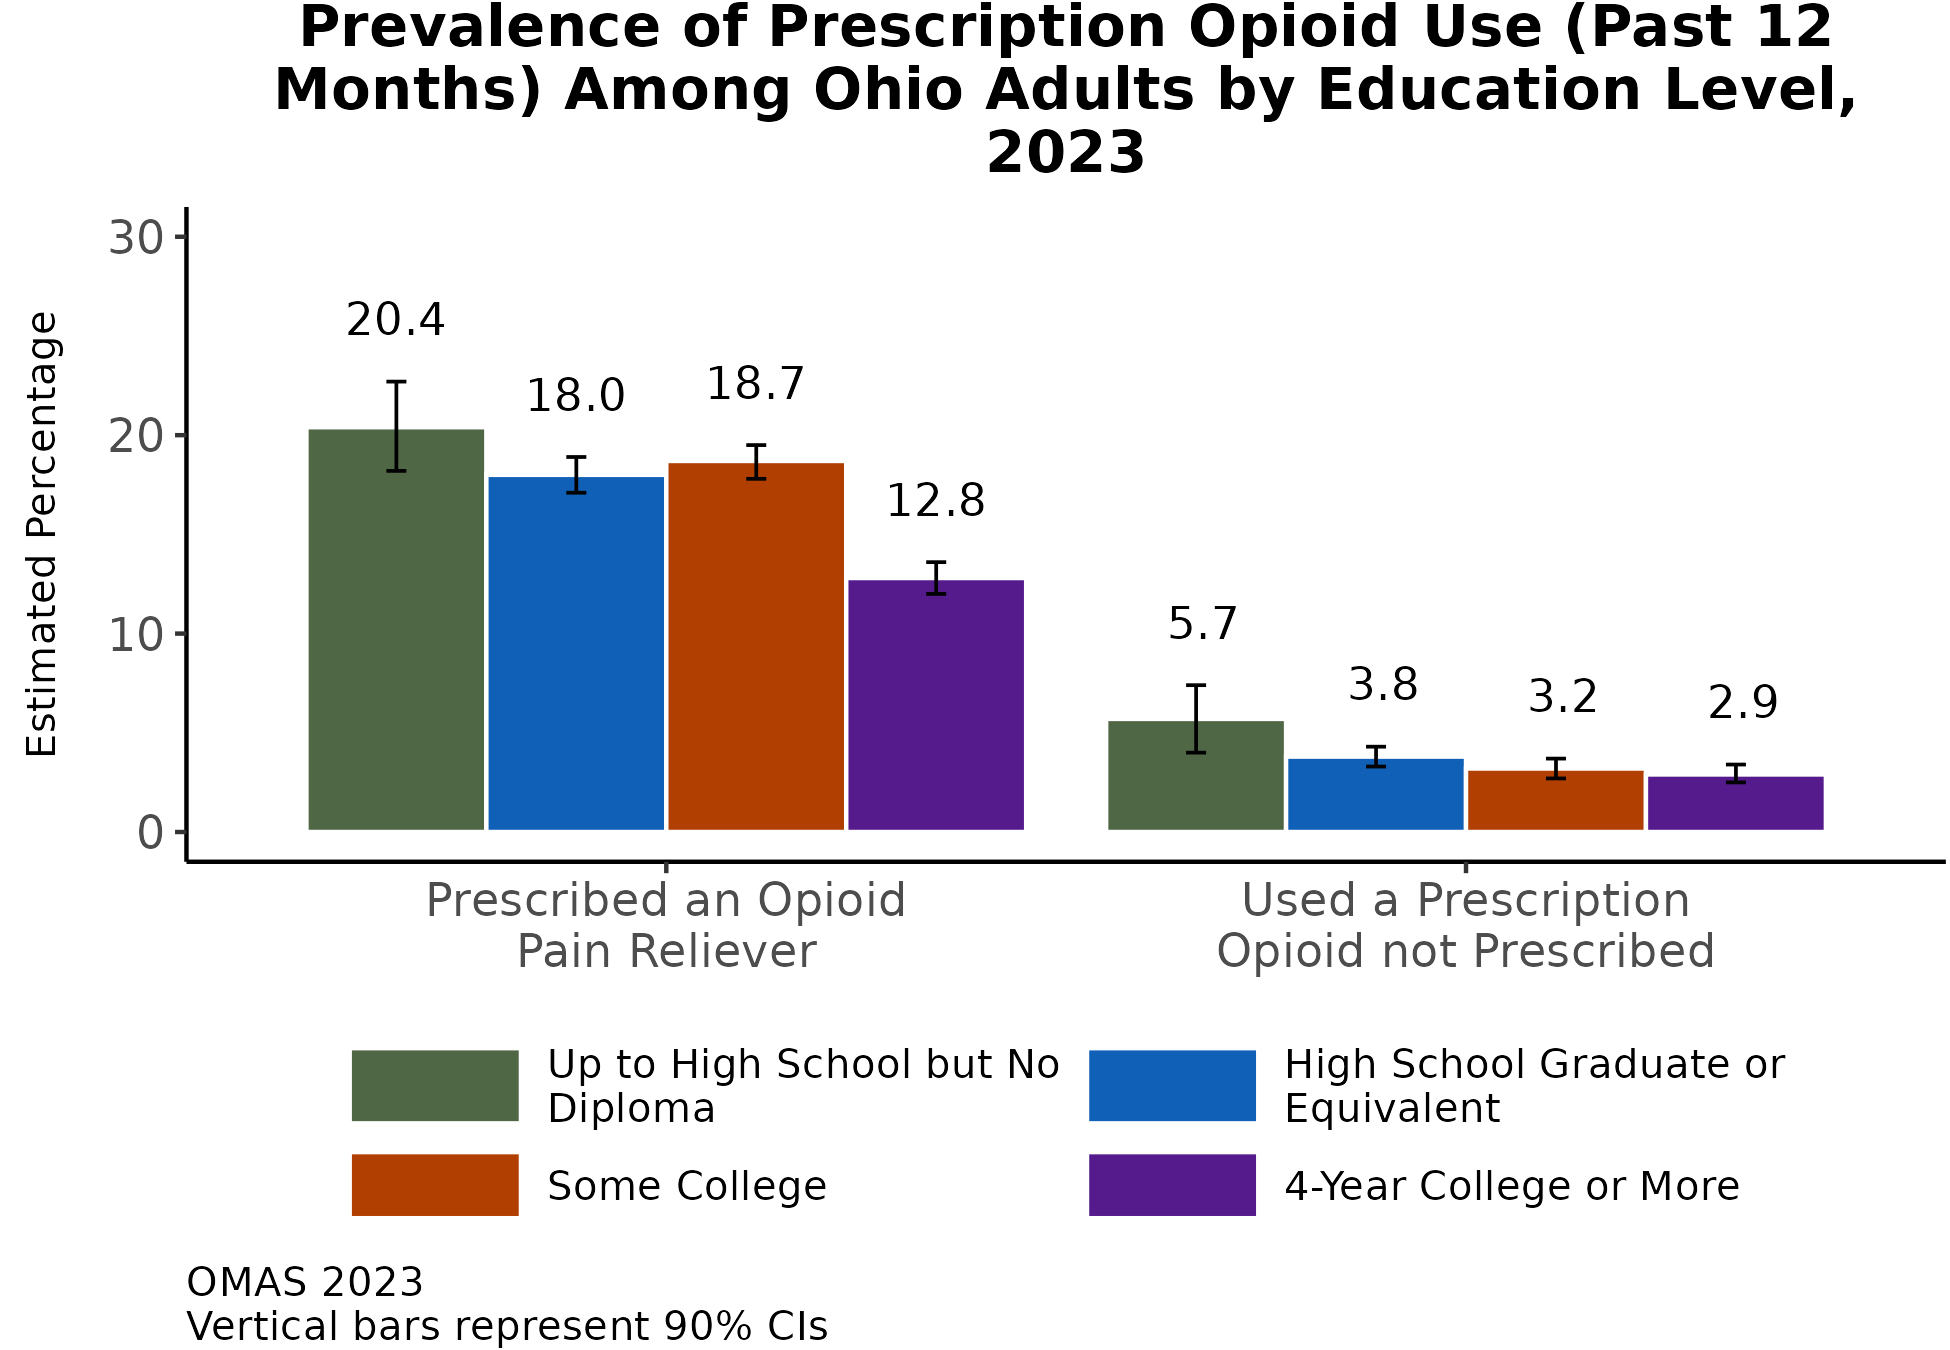 Prevalence of Prescription Opioid Use (Past 12
Months) Among Ohio Adults by Education Level,
2023
Estimated Percentage
30
20
10
0
20.4
18.0
18.7
12.8
5.7
3.8
3.2
2.9
Prescribed an Opioid
Pain Reliever
Used a Prescription
Opioid not Prescribed
Up to High School but No
Diploma
High School Graduate or
Equivalent
Some College
4-Year College or More
OMAS 2023
Vertical bars represent 90% CIs